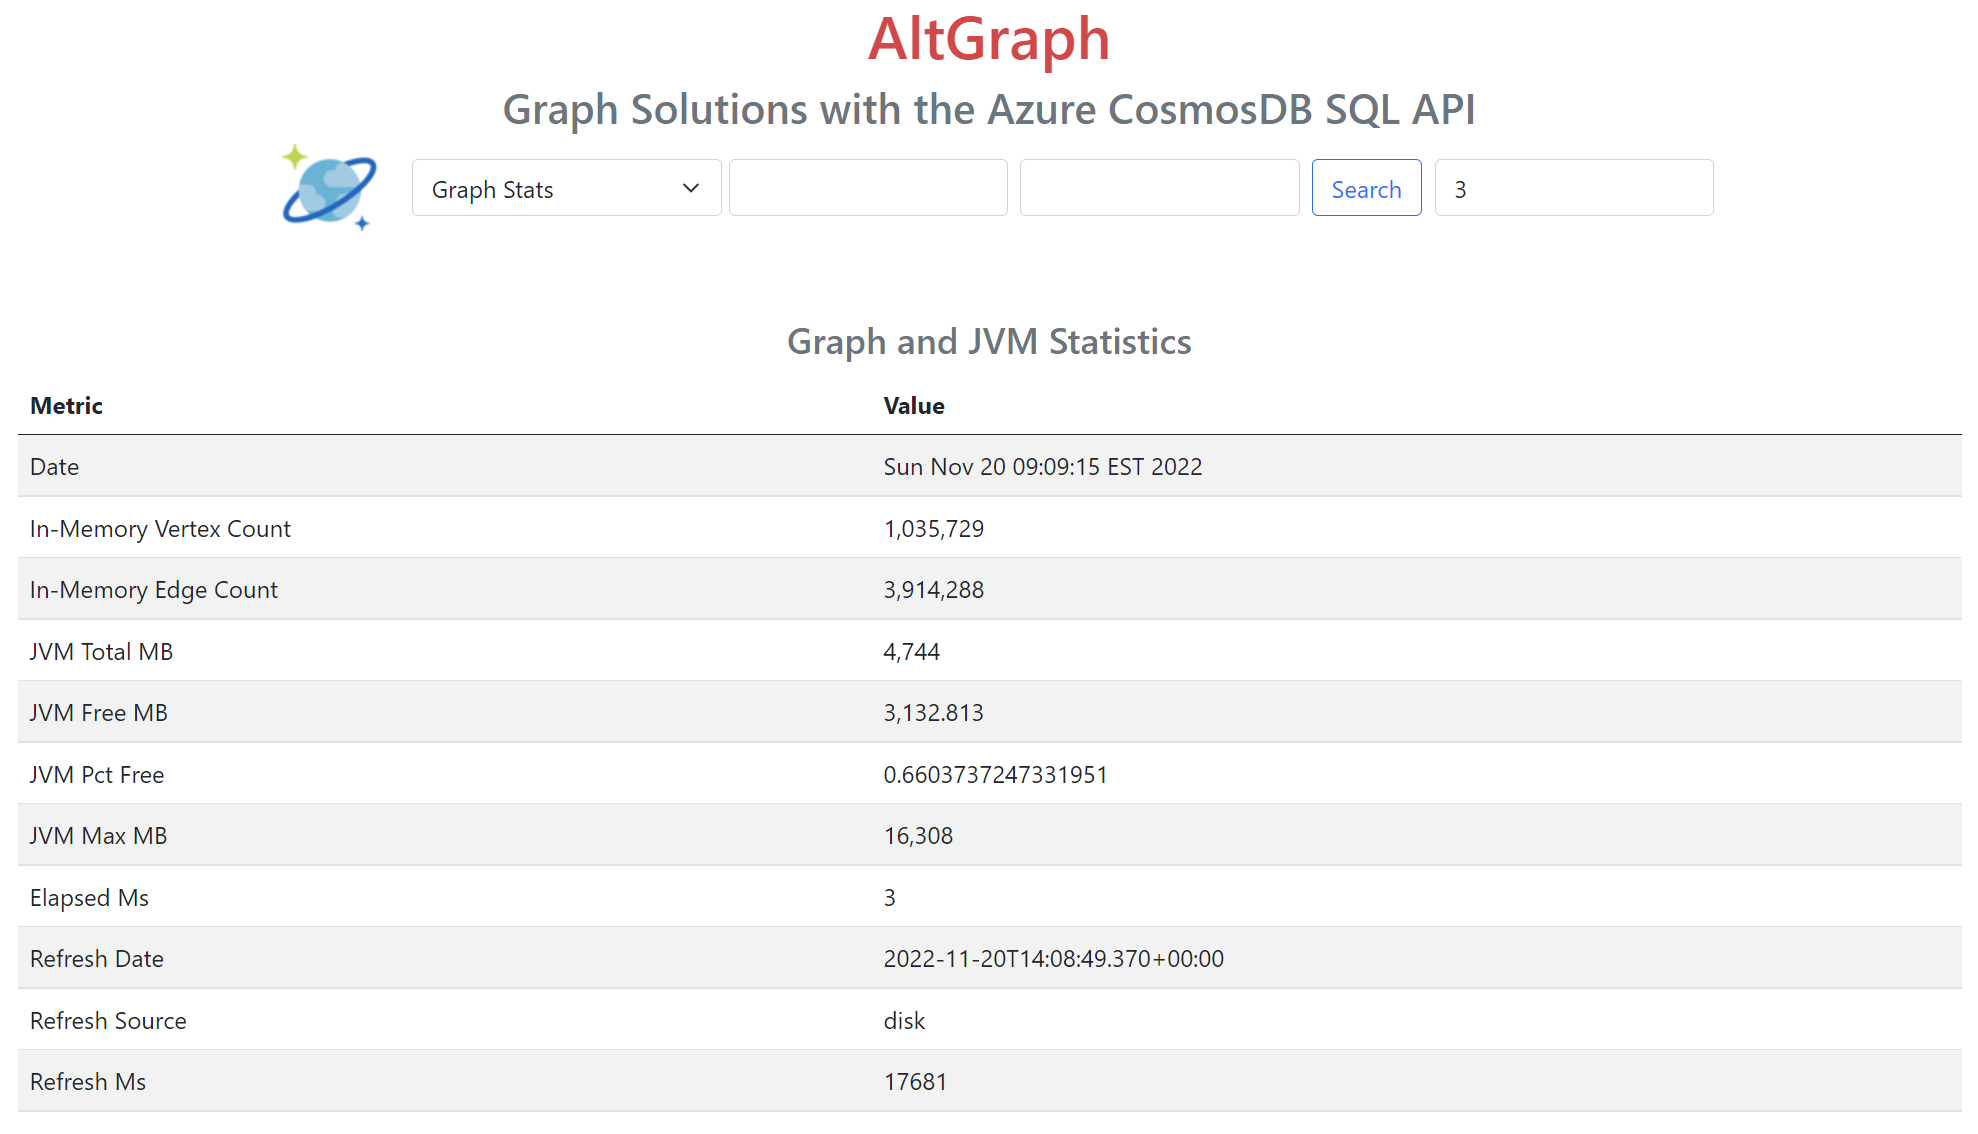 AltGraph
Graph Solutions with the Azure CosmosDB SQL API
Graph Stats Search 3
Graph and JVM Statistics
Metric Value
Date Sun Nov 20 09:09:15 EST 2022
In-Memory Vertex Count 1,035,729
In-Memory Edge Count 3,914,288
JVM Total MB 4,744
JVM Free MB 3,132.813
JVM Pct Free 0.6603737247331951
JVM Max MB 16,308
Elapsed Ms 3
Refresh Date 2022-11-20T14:08:49.370+00:00
Refresh Source disk
Refresh Ms 17681